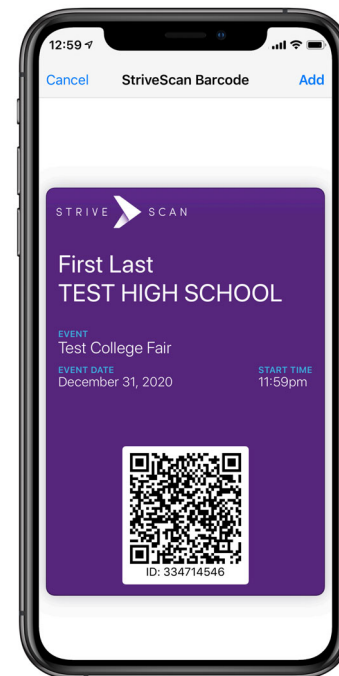 12:59
Cancel StriveScan Barcode Add
STRIVE SCAN
First Last
TEST HIGH SCHOOL
EVENT
Test College Fair
EVENT DATE START TIME
December 31, 2020 11:59pm
ID: 334714546